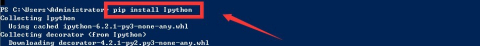 PS C:\Users\Administrator> pip install Ipython
Collecting Ipython
Using cached ipython-6.2.1-py3-none-any.whl
Collecting decorator (from Ipython)
Downloading decorator-4.2.1-py2.py3-none-any.whl